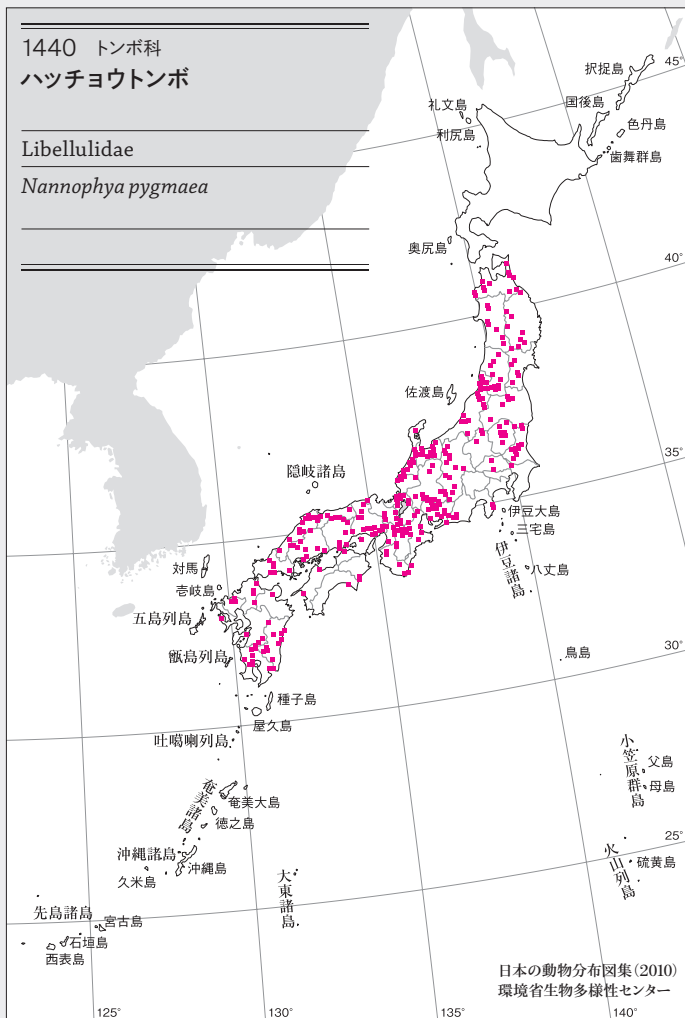 1440 トンボ科
ハッチョウトンボ
Libellulidae
Nannophya pygmaea
45°
択捉島
礼文島
国後島
色丹島
利尻島
歯舞群島
奥尻島
40°
佐渡島
35°
隠岐諸島
伊豆大島
三宅島
伊豆諸島
八丈島
対馬
壱岐島
五島列島
甑島列島
鳥島
30°
種子島
屋久島
吐噶喇列島
小笠原群島
父島
母島
奄美諸島
奄美大島
徳之島
25°
沖縄諸島
沖縄島
久米島
火山列島
硫黄島
大東諸島
先島諸島
宮古島
石垣島
西表島
日本の動物分布図集(2010)
環境省生物多様性センター
125°
130°
135°
140°